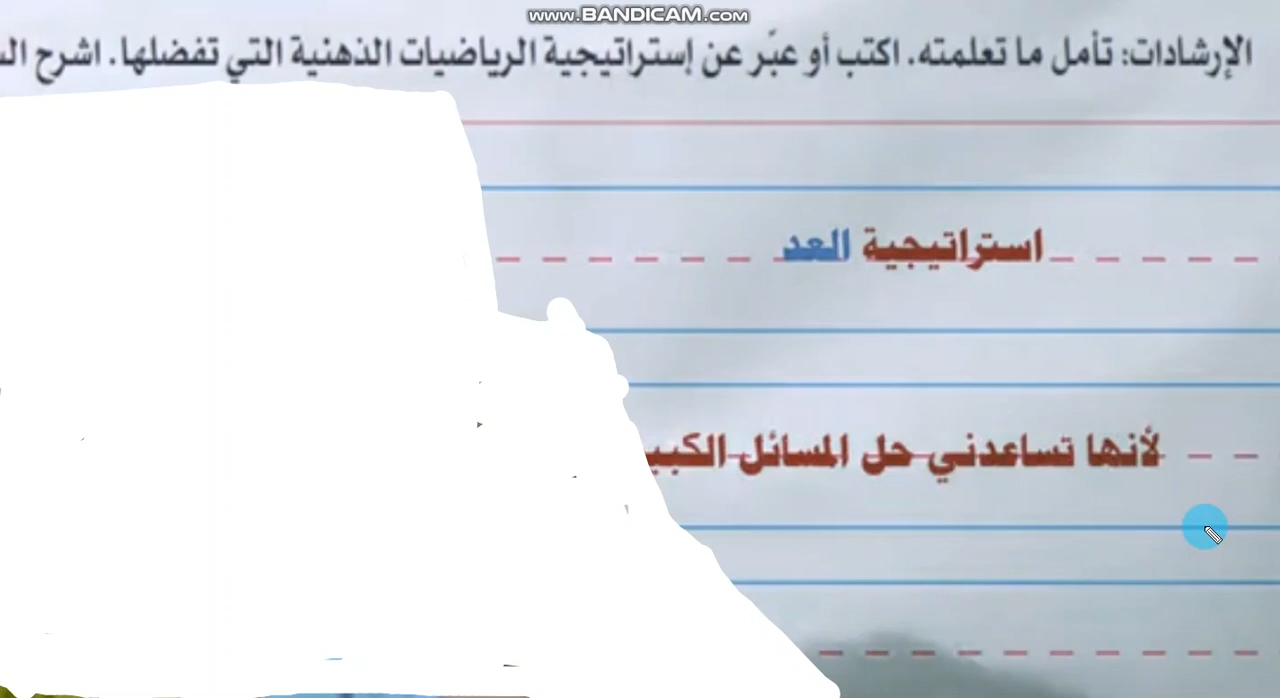 www.BANDICAM.com
الإرشادات: تأمل ما تعلمته. اكتب أو عبّر عن إستراتيجية الرياضيات الذهنية التي تفضلها. اشرح
استراتيجية العد
لأنها تساعدني حل المسائل